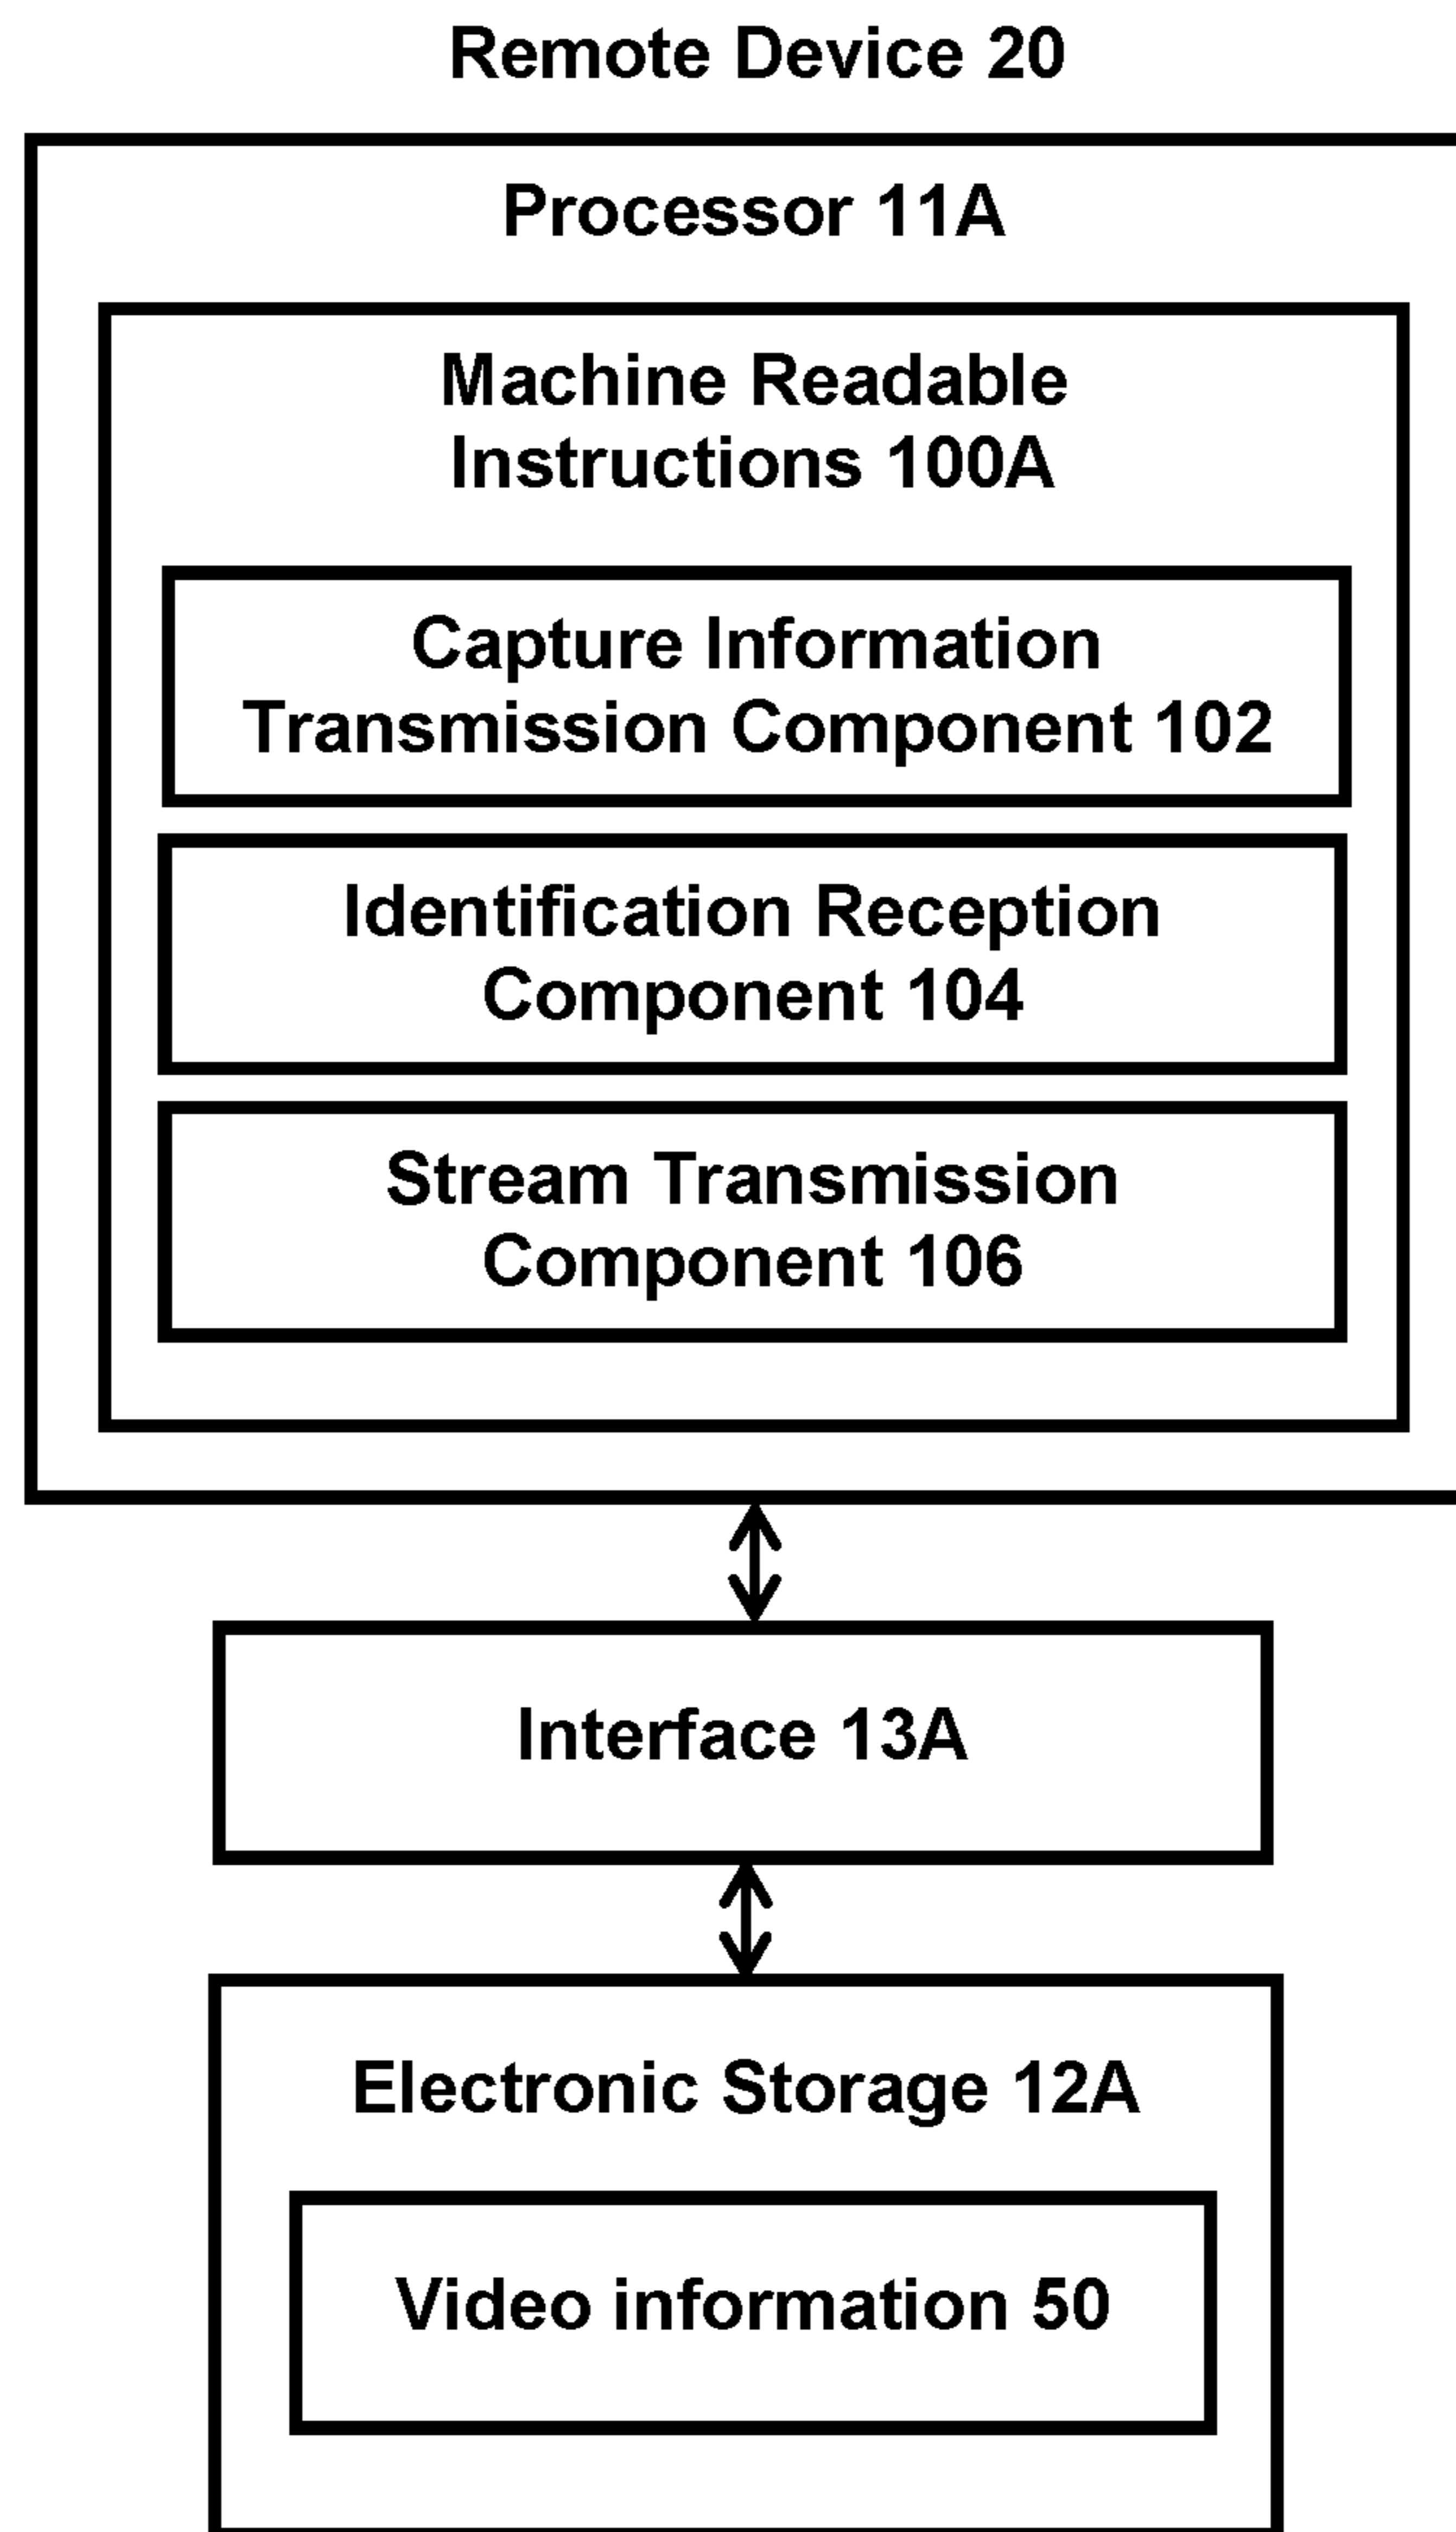 Remote Device 20
Processor 11A
Machine Readable
Instructions 100A
Capture Information
Transmission Component 102
Identification Reception
Component 104
Stream Transmission
Component 106
Interface 13A
Electronic Storage 12A
Video information 50